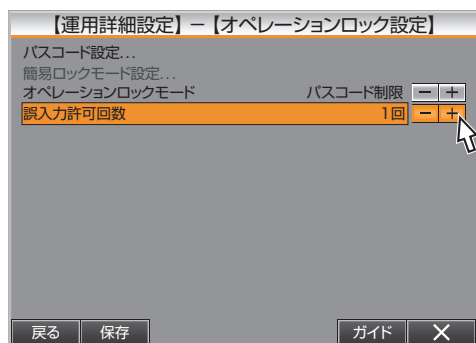 【運用詳細設定】－【オペレーションロック設定】
パスコード設定…
簡易ロックモード設定…
オペレーションロックモード パスコード制限 － ＋
誤入力許可回数 1回 － ＋
戻る 保存 ガイド ×